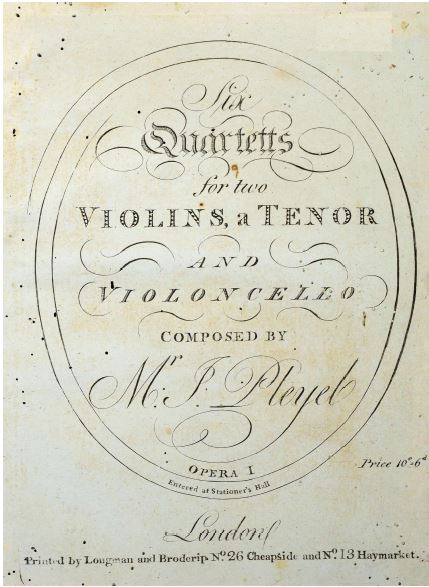 Six
Quartetts
for two
VIOLINS, a TENOR
AND
VIOLONCELLO
COMPOSED BY
Mr. I. Pleyel
OPERA I
Entered at Stationer's Hall
Price 10s-6d
London
Printed by Longman and Broderip No. 26 Cheapside and No. 13 Haymarket.